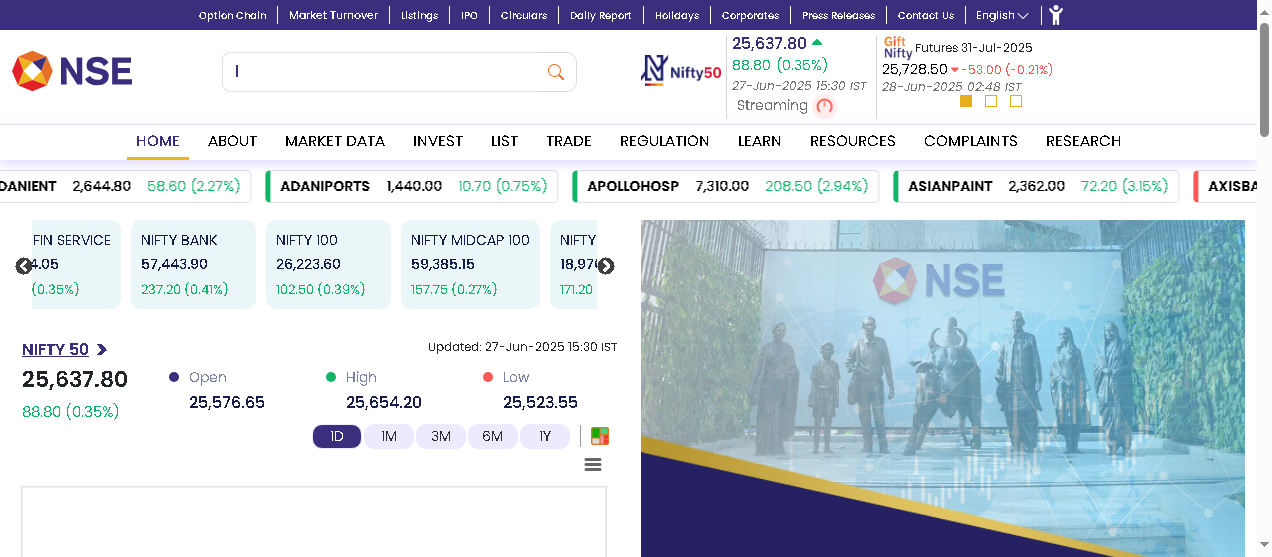 Option Chain Market Turnover Listings IPO Circulars Daily Report Holidays Corporates Press Releases Contact Us English
NSE
Nifty50
25,637.80
88.80 (0.35%)
27-Jun-2025 15:30 IST
Streaming
Gift Nifty Futures 31-Jul-2025
25,728.50 -53.00 (-0.21%)
28-Jun-2025 02:48 IST
HOME ABOUT MARKET DATA INVEST LIST TRADE REGULATION LEARN RESOURCES COMPLAINTS RESEARCH
DANIENT 2,644.80 58.60 (2.27%) ADANIPORTS 1,440.00 10.70 (0.75%) APOLLOHOSP 7,310.00 208.50 (2.94%) ASIANPAINT 2,362.00 72.20 (3.15%) AXISBA
FIN SERVICE
4.05
(0.35%)
NIFTY BANK
57,443.90
237.20 (0.41%)
NIFTY 100
26,223.60
102.50 (0.39%)
NIFTY MIDCAP 100
59,385.15
157.75 (0.27%)
NIFTY
18,97
171.20
NSE
NIFTY 50
Updated: 27-Jun-2025 15:30 IST
25,637.80
88.80 (0.35%)
Open
25,576.65
High
25,654.20
Low
25,523.55
1D 1M 3M 6M 1Y